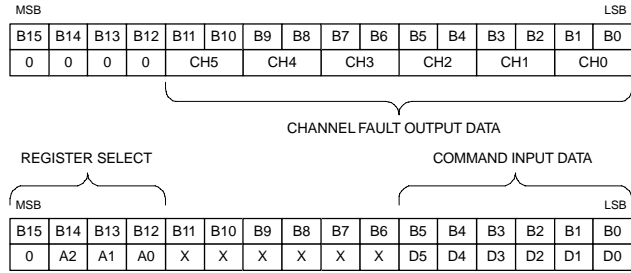 MSB LSB
B15 B14 B13 B12 B11 B10 B9 B8 B7 B6 B5 B4 B3 B2 B1 B0
0 0 0 0 CH5 CH4 CH3 CH2 CH1 CH0
CHANNEL FAULT OUTPUT DATA
REGISTER SELECT COMMAND INPUT DATA
MSB LSB
B15 B14 B13 B12 B11 B10 B9 B8 B7 B6 B5 B4 B3 B2 B1 B0
0 A2 A1 A0 X X X X X X D5 D4 D3 D2 D1 D0